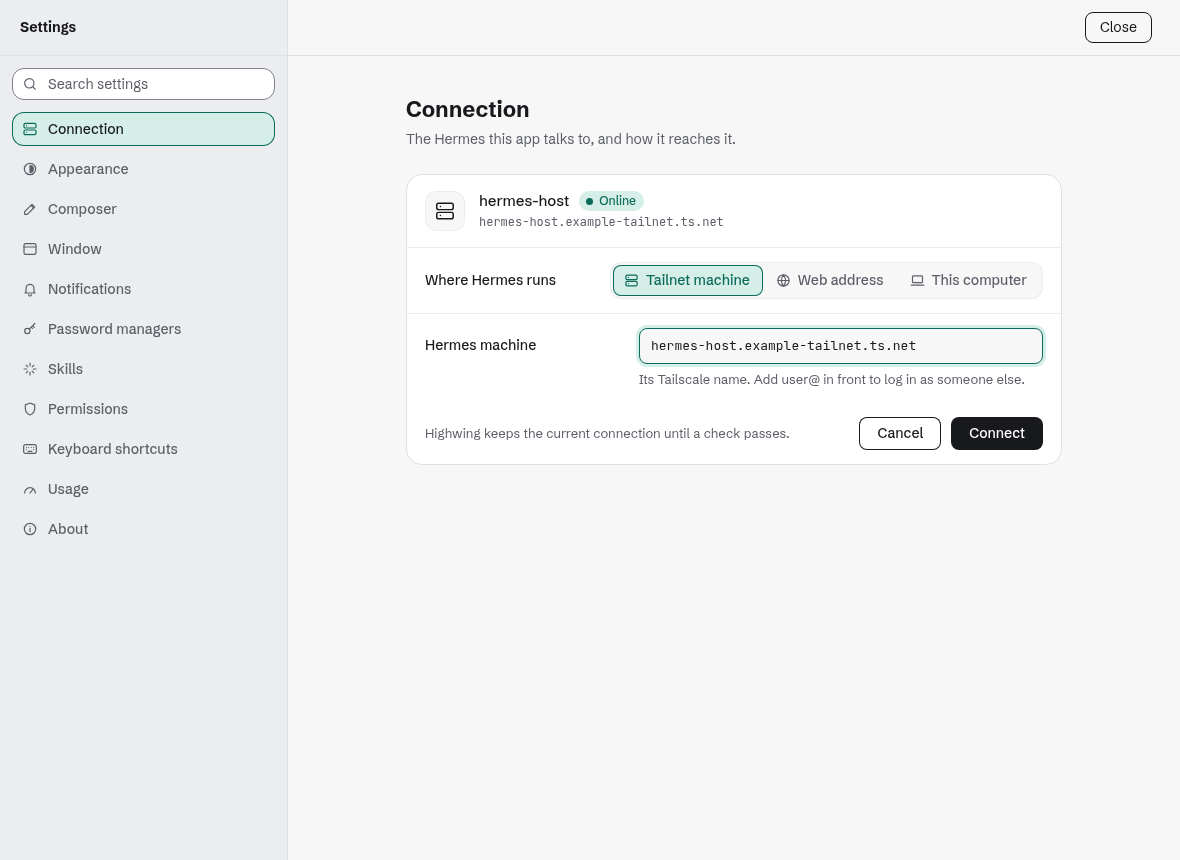 Settings
Close
Search settings
Connection
Appearance
Composer
Window
Notifications
Password managers
Skills
Permissions
Keyboard shortcuts
Usage
About
Connection
The Hermes this app talks to, and how it reaches it.
hermes-host Online
hermes-host.example-tailnet.ts.net
Where Hermes runs Tailnet machine Web address This computer
Hermes machine hermes-host.example-tailnet.ts.net
Its Tailscale name. Add user@ in front to log in as someone else.
Highwing keeps the current connection until a check passes. Cancel Connect